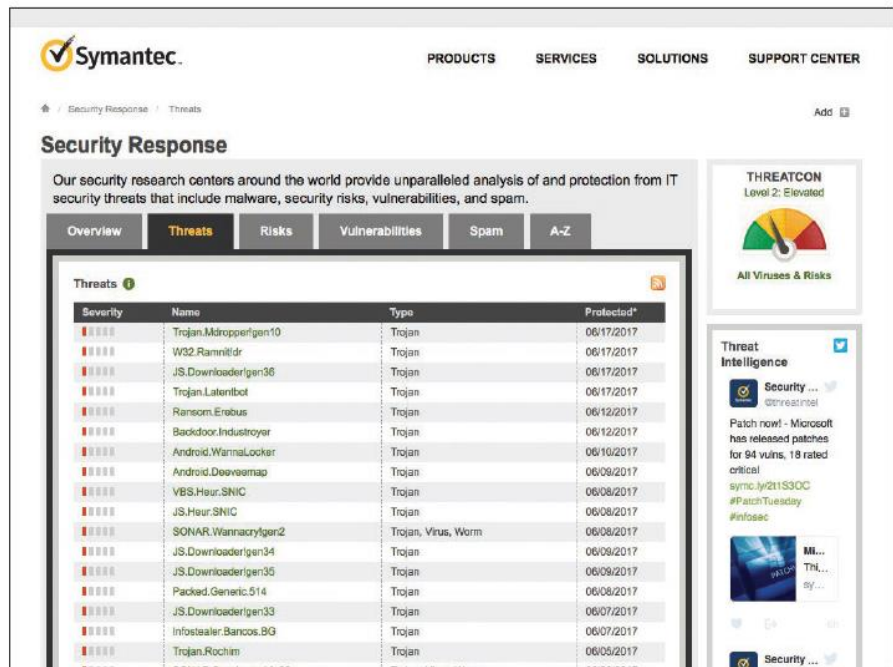 Symantec.
PRODUCTS SERVICES SOLUTIONS SUPPORT CENTER
/ Security Response / Threats
Add
Security Response
Our security research centers around the world provide unparalleled analysis of and protection from IT
security threats that include malware, security risks, vulnerabilities, and spam.
Overview Threats Risks Vulnerabilities Spam A-Z
Threats
Severity Name Type Protected*
Trojan.Mdropper!gen10 Trojan 06/17/2017
W32.Ramnit!dr Trojan 06/17/2017
JS.Downloader!gen36 Trojan 06/17/2017
Trojan.Latentbot Trojan 06/17/2017
Ransom.Erebus Trojan 06/12/2017
Backdoor.Industroyer Trojan 06/12/2017
Android.WannaLocker Trojan 06/10/2017
Android.Deeveemap Trojan 06/09/2017
VBS.Heur.SNIC Trojan 06/08/2017
JS.Heur.SNIC Trojan 06/08/2017
SONAR.Wannacry!gen2 Trojan, Virus, Worm 06/08/2017
JS.Downloader!gen34 Trojan 06/09/2017
JS.Downloader!gen35 Trojan 06/09/2017
Packed.Generic.514 Trojan 06/08/2017
JS.Downloader!gen33 Trojan 06/07/2017
Infostealer.Bancos.BG Trojan 06/07/2017
Trojan.Rochim Trojan 06/05/2017
THREATCON
Level 2: Elevated
All Viruses & Risks
Threat
Intelligence
Security ...
@threatintel
Patch now! - Microsoft
has released patches
for 94 vulns, 18 rated
critical
symc.ly/2t1S3OC
#PatchTuesday
#infosec
PATCH
Mi...
Thi...
sy...
Security ...